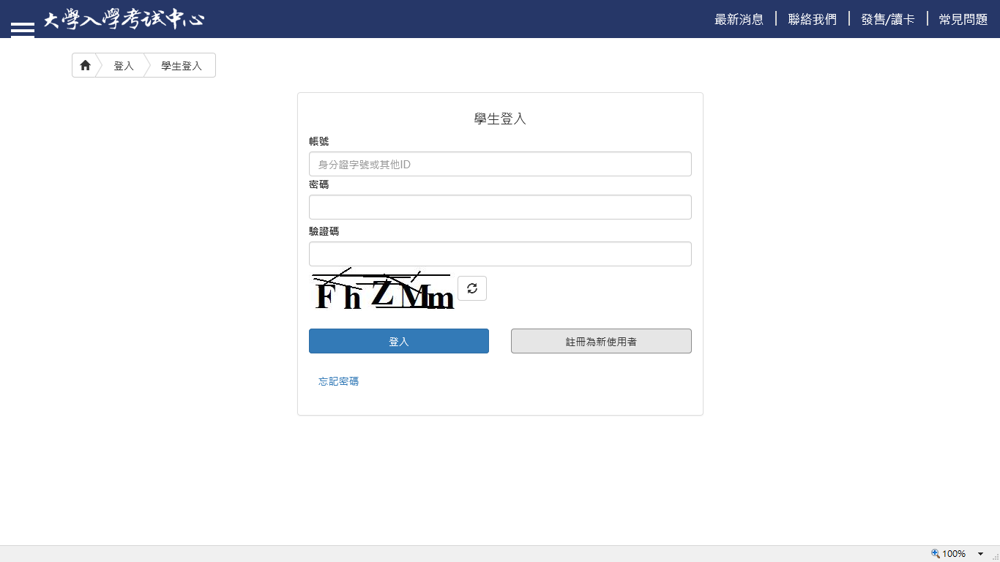 大學入學考試中心
最新消息
聯絡我們
發售/讀卡
常見問題
登入
學生登入
學生登入
帳號
身分證字號或其他ID
密碼
驗證碼
F h Z M m
登入
註冊為新使用者
忘記密碼
100%